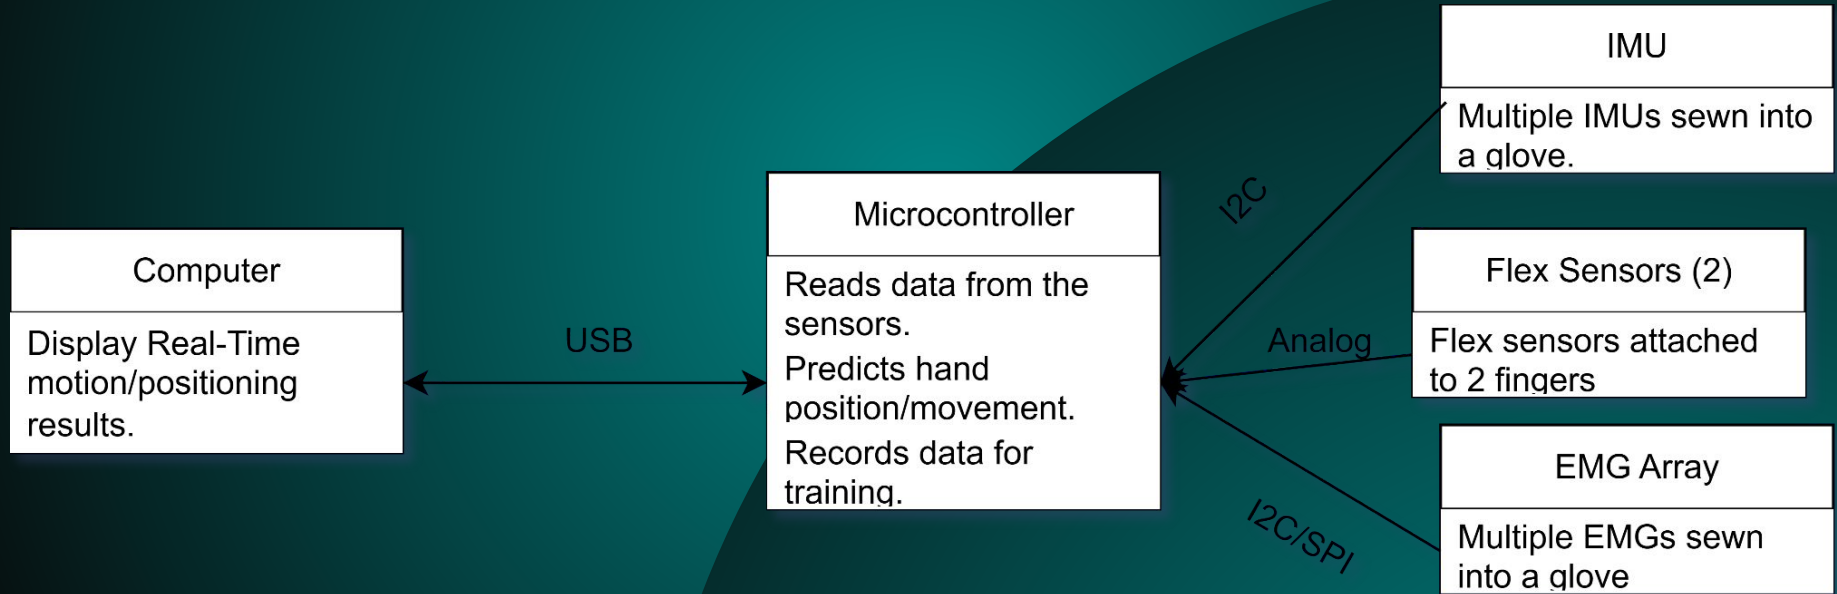 Computer
Display Real-Time
motion/positioning
results.
USB
Microcontroller
Reads data from the
sensors.
Predicts hand
position/movement.
Records data for
training.
I2C
Analog
I2C/SPI
IMU
Multiple IMUs sewn into
a glove.
Flex Sensors (2)
Flex sensors attached
to 2 fingers
EMG Array
Multiple EMGs sewn
into a glove